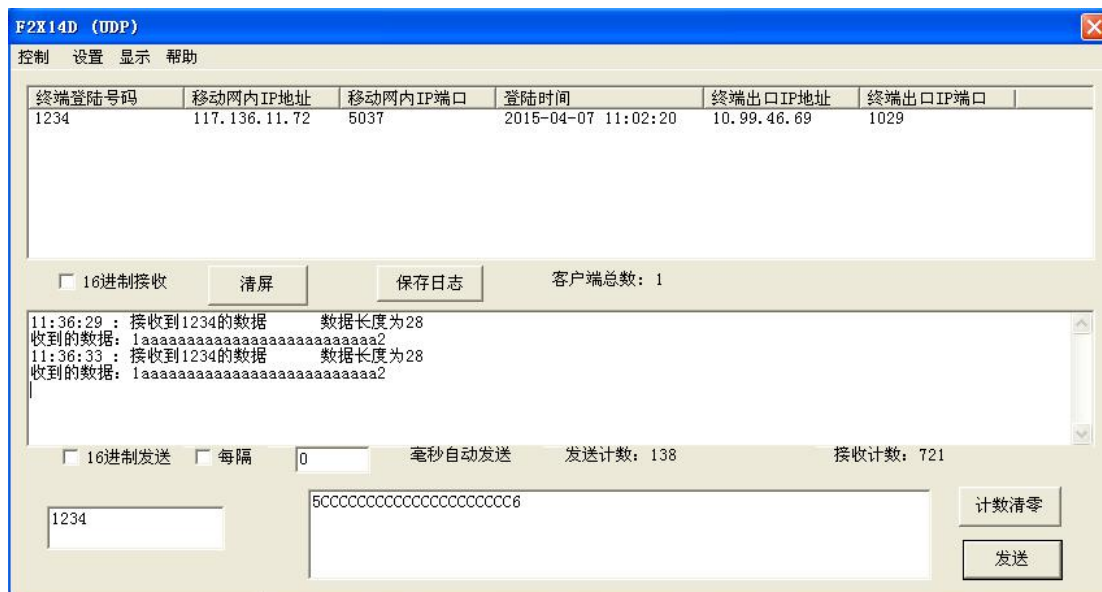 F2X14D (UDP)
控制 设置 显示 帮助
终端登陆号码 移动网内IP地址 移动网内IP端口 登陆时间 终端出口IP地址 终端出口IP端口
1234 117.136.11.72 5037 2015-04-07 11:02:20 10.99.46.69 1029
16进制接收 清屏 保存日志 客户端总数: 1
11:36:29 : 接收到1234的数据 数据长度为28
收到的数据: 1aaaaaaaaaaaaaaaaaaaaaaaaaa2
11:36:33 : 接收到1234的数据 数据长度为28
收到的数据: 1aaaaaaaaaaaaaaaaaaaaaaaaaa2
16进制发送 每隔 0 毫秒自动发送 发送计数: 138 接收计数: 721
5CCCCCCCCCCCCCCCCCCCCCC6
1234
计数清零
发送